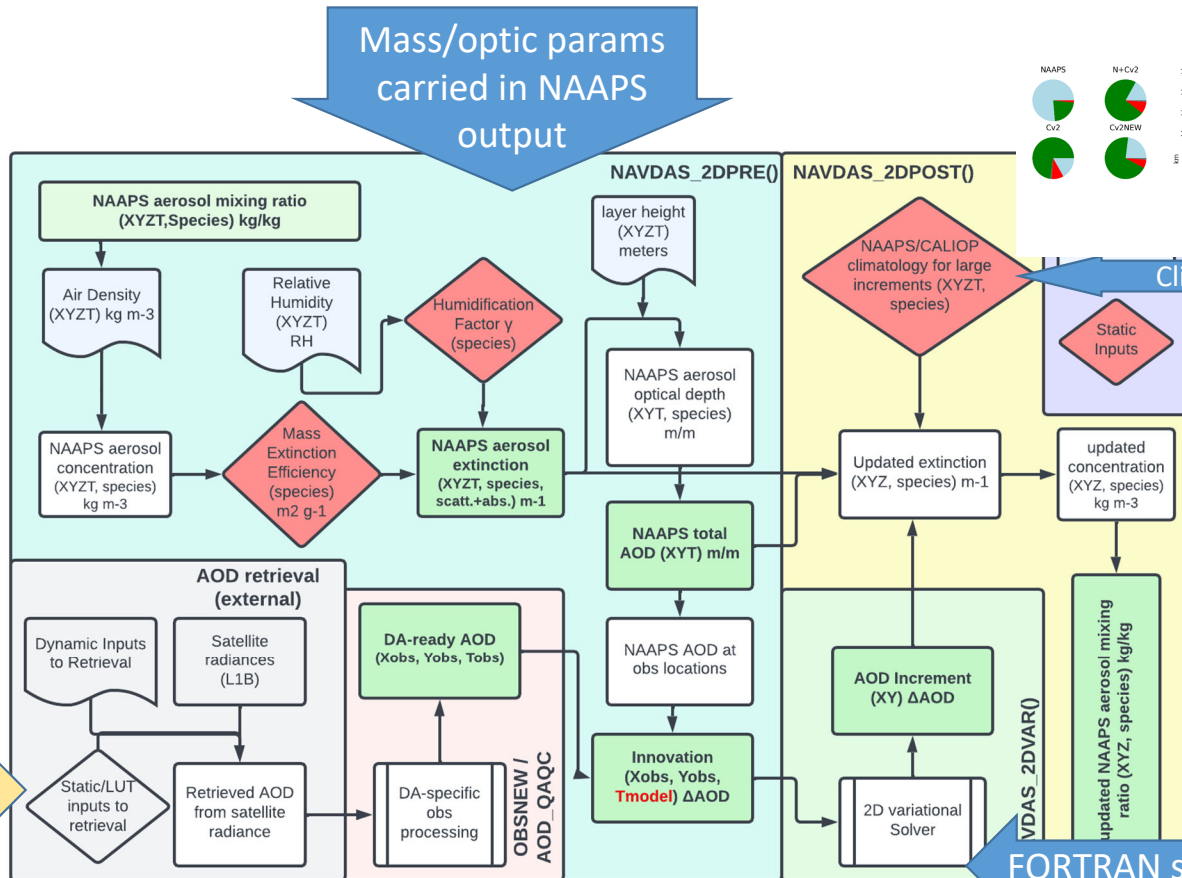 Mass/optic params
carried in NAAPS
output
NAAPS
N+Cv2
Cv2
Cv2NEW
km
NAVDAS_2DPRE()
NAVDAS_2DPOST()
NAAPS aerosol mixing ratio
(XYZT,Species) kg/kg
Air Density
(XYZT) kg m-3
Relative
Humidity
(XYZT)
RH
Humidification
Factor γ
(species)
layer height
(XYZT)
meters
NAAPS/CALIOP
climatology for large
increments (XYZT,
species)
Cli
Static
Inputs
NAAPS aerosol
optical depth
(XYT, species)
m/m
NAAPS aerosol
concentration
(XYZT, species)
kg m-3
Mass
Extinction
Efficiency
(species)
m2 g-1
NAAPS aerosol
extinction
(XYZT, species,
scatt.+abs.) m-1
Updated extinction
(XYZ, species) m-1
updated
concentration
(XYZ, species)
kg m-3
NAAPS total
AOD (XYT) m/m
AOD retrieval
(external)
Dynamic Inputs
to Retrieval
Satellite
radiances
(L1B)
DA-ready AOD
(Xobs, Yobs, Tobs)
NAAPS AOD at
obs locations
AOD Increment
(XY) ΔAOD
updated NAAPS aerosol mixing
ratio (XYZ, species) kg/kg
Static/LUT
inputs to
retrieval
Retrieved AOD
from satellite
radiance
DA-specific
obs
processing
OBSNEW /
AOD_QAQC
Innovation
(Xobs, Yobs,
Tmodel) ΔAOD
2D variational
Solver
VDAS_2DVAR()
FORTRAN s